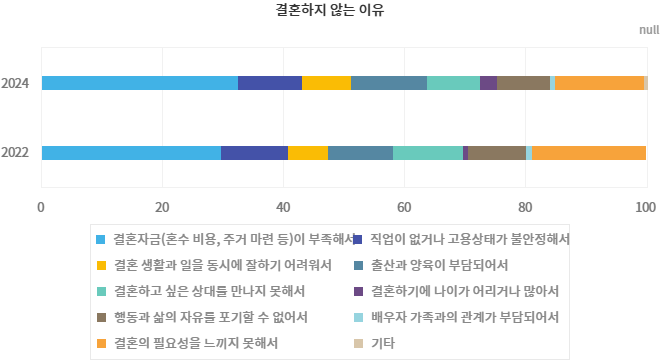 결혼하지 않는 이유
null
2024
2022
0 20 40 60 80 100
결혼자금(혼수 비용, 주거 마련 등)이 부족해서 직업이 없거나 고용상태가 불안정해서
결혼 생활과 일을 동시에 잘하기 어려워서 출산과 양육이 부담되어서
결혼하고 싶은 상대를 만나지 못해서 결혼하기에 나이가 어리거나 많아서
행동과 삶의 자유를 포기할 수 없어서 배우자 가족과의 관계가 부담되어서
결혼의 필요성을 느끼지 못해서 기타